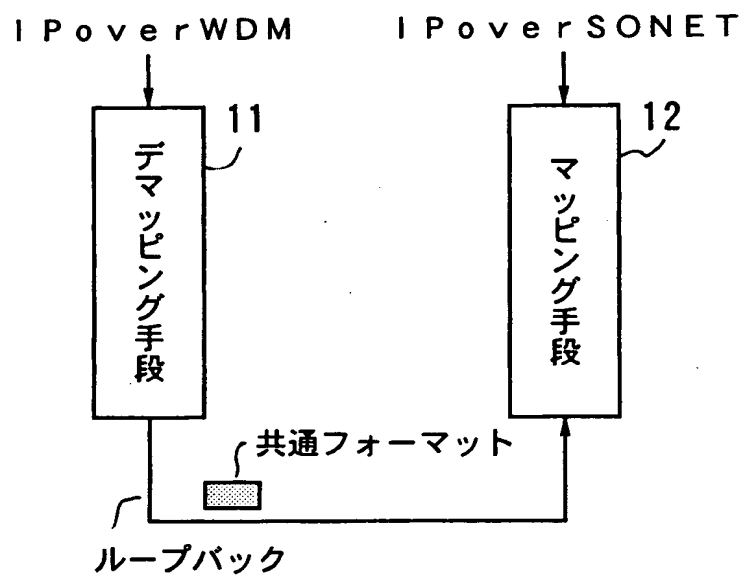 IPoverWDM
IPoverSONET
11
12
デマッピング手段
マッピング手段
共通フォーマット
ループバック